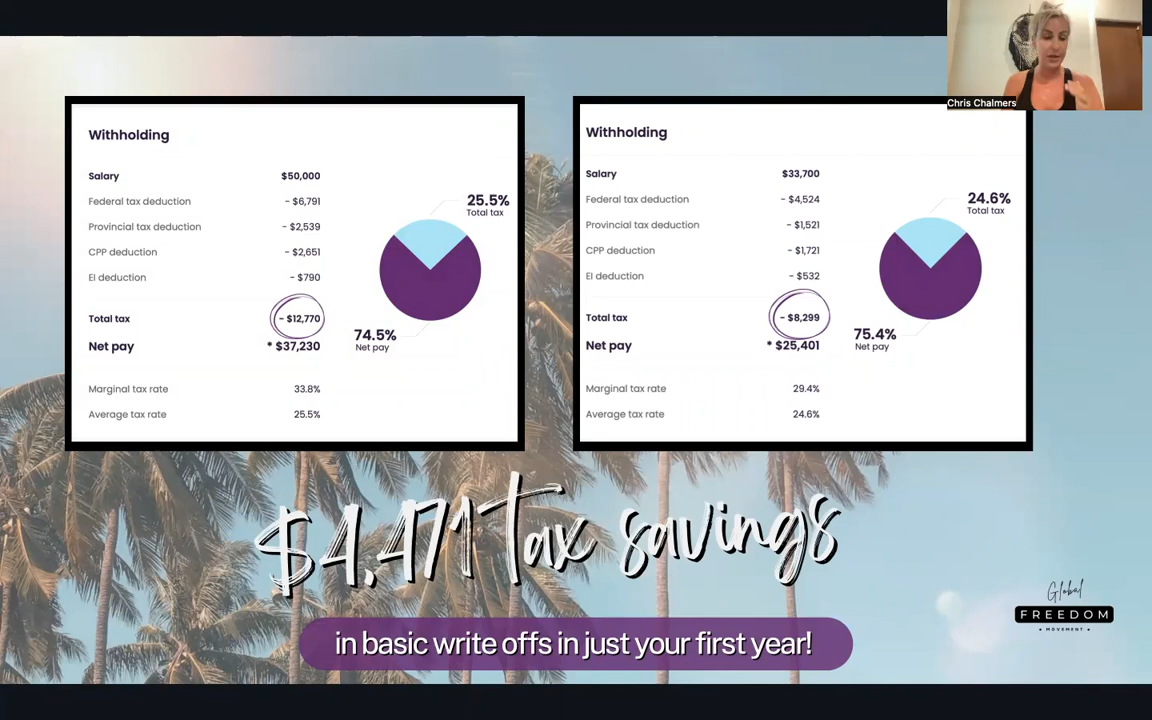 Chris Chalmers
Withholding
Salary $50,000
Federal tax deduction - $6,791
Provincial tax deduction - $2,539
CPP deduction - $2,651
EI deduction - $790
Total tax - $12,770
Net pay * $37,230
Marginal tax rate 33.8%
Average tax rate 25.5%
25.5%
Total tax
74.5%
Net pay
Withholding
Salary $33,700
Federal tax deduction - $4,524
Provincial tax deduction - $1,521
CPP deduction - $1,721
EI deduction - $532
Total tax - $8,299
Net pay * $25,401
Marginal tax rate 29.4%
Average tax rate 24.6%
24.6%
Total tax
75.4%
Net pay
$4,471 tax savings
in basic write offs in just your first year!
Global
FREEDOM
• MOVEMENT •